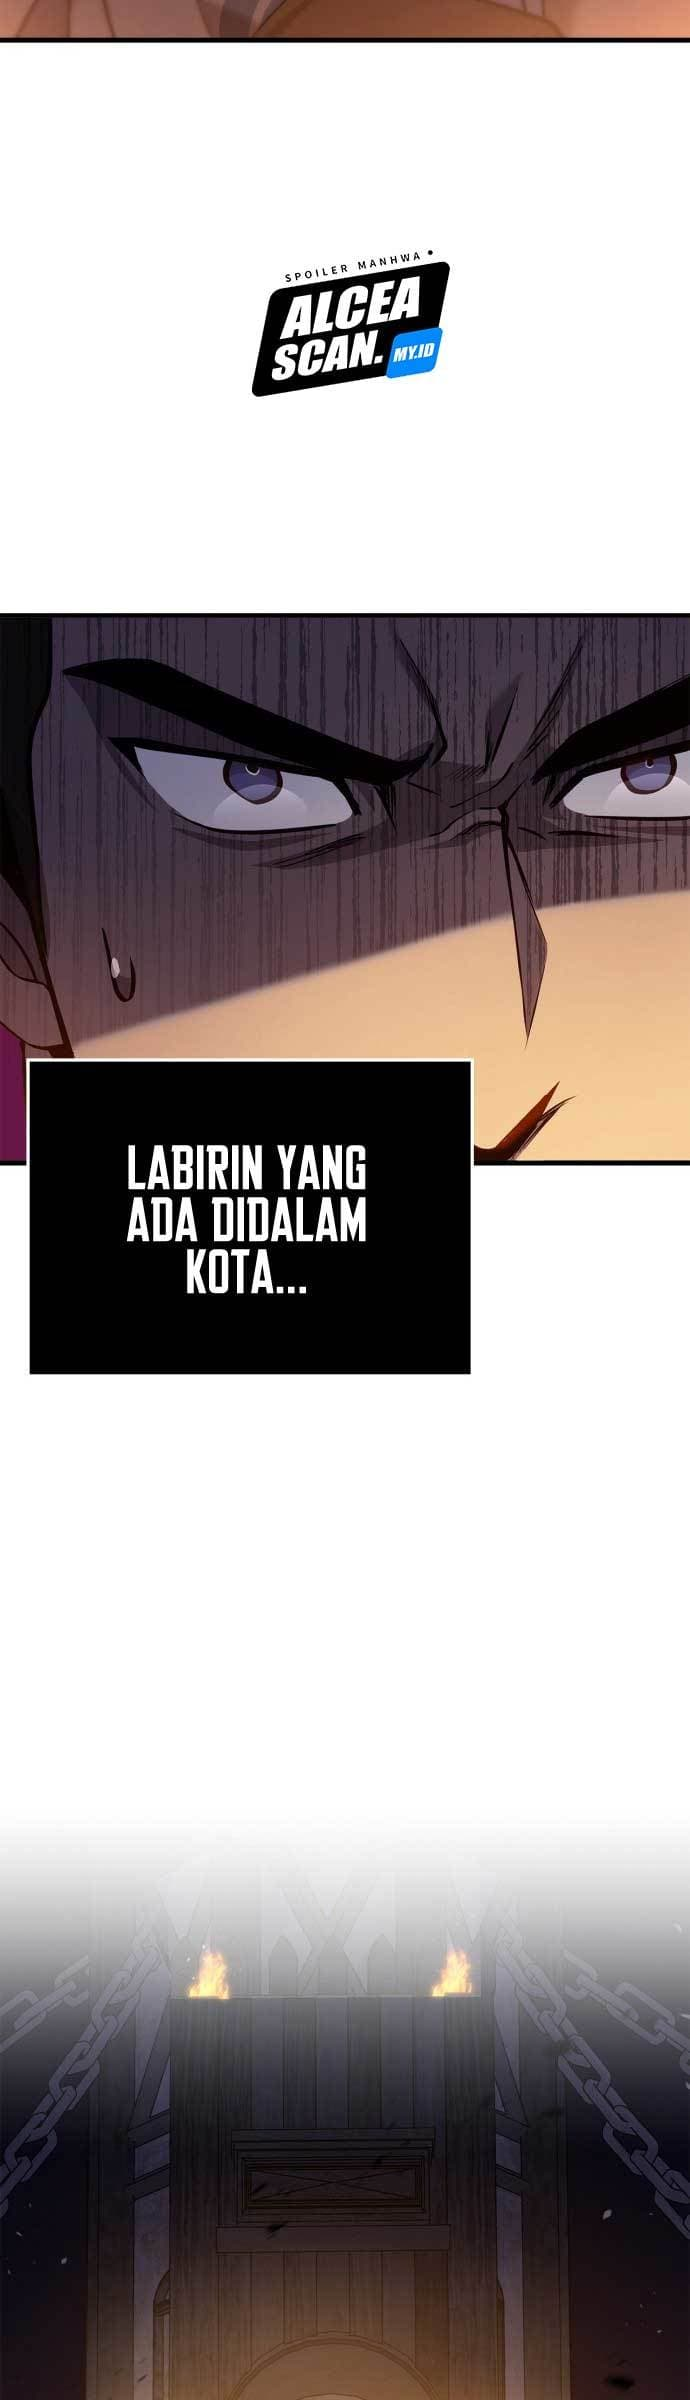 SPOILER MANHWA
ALCEA
SCAN.
MY.ID
LABIRIN YANG
ADA DIDALAM
KOTA...